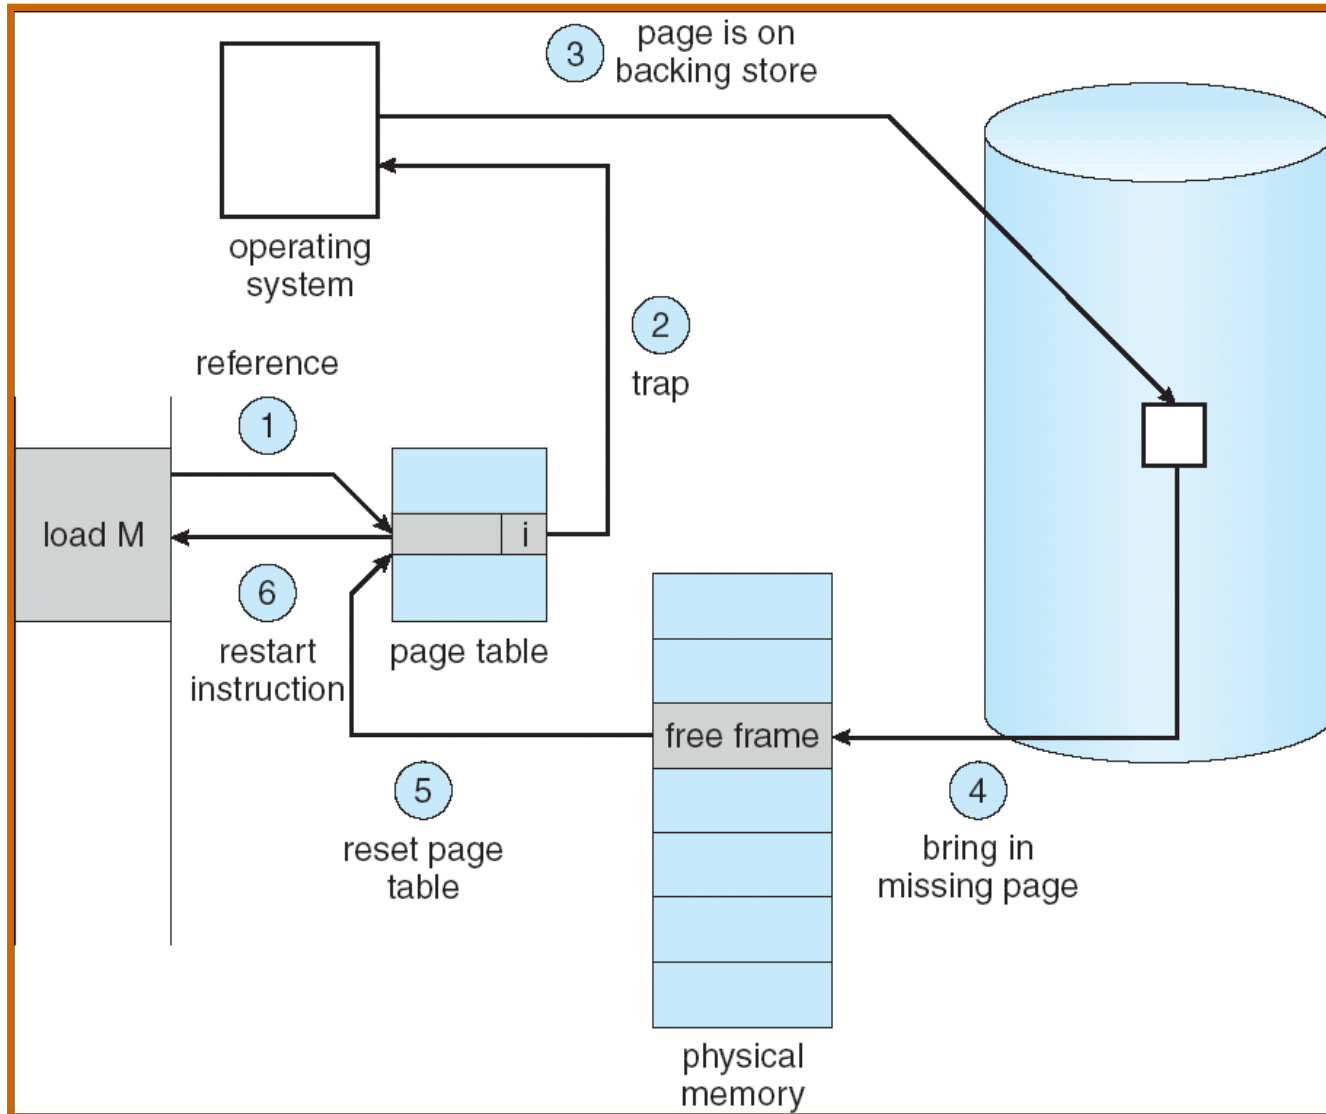 3
page is on
backing store
operating
system
2
trap
reference
1
load M
i
6
restart
instruction
page table
free frame
5
reset page
table
4
bring in
missing page
physical
memory